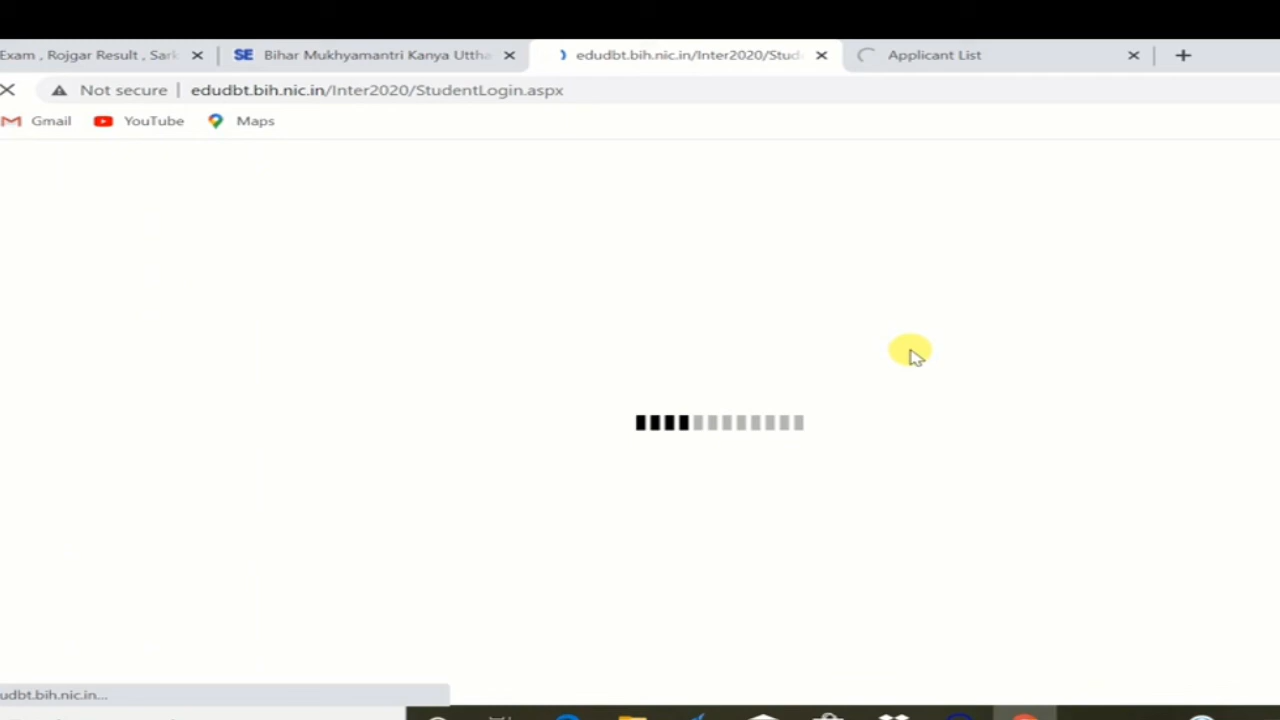 Exam , Rojgar Result , Sark
SE Bihar Mukhyamantri Kanya Uttha
edudbt.bih.nic.in/Inter2020/Stud
Applicant List
Not secure | edudbt.bih.nic.in/Inter2020/StudentLogin.aspx
Gmail YouTube Maps
udbt.bih.nic.in...